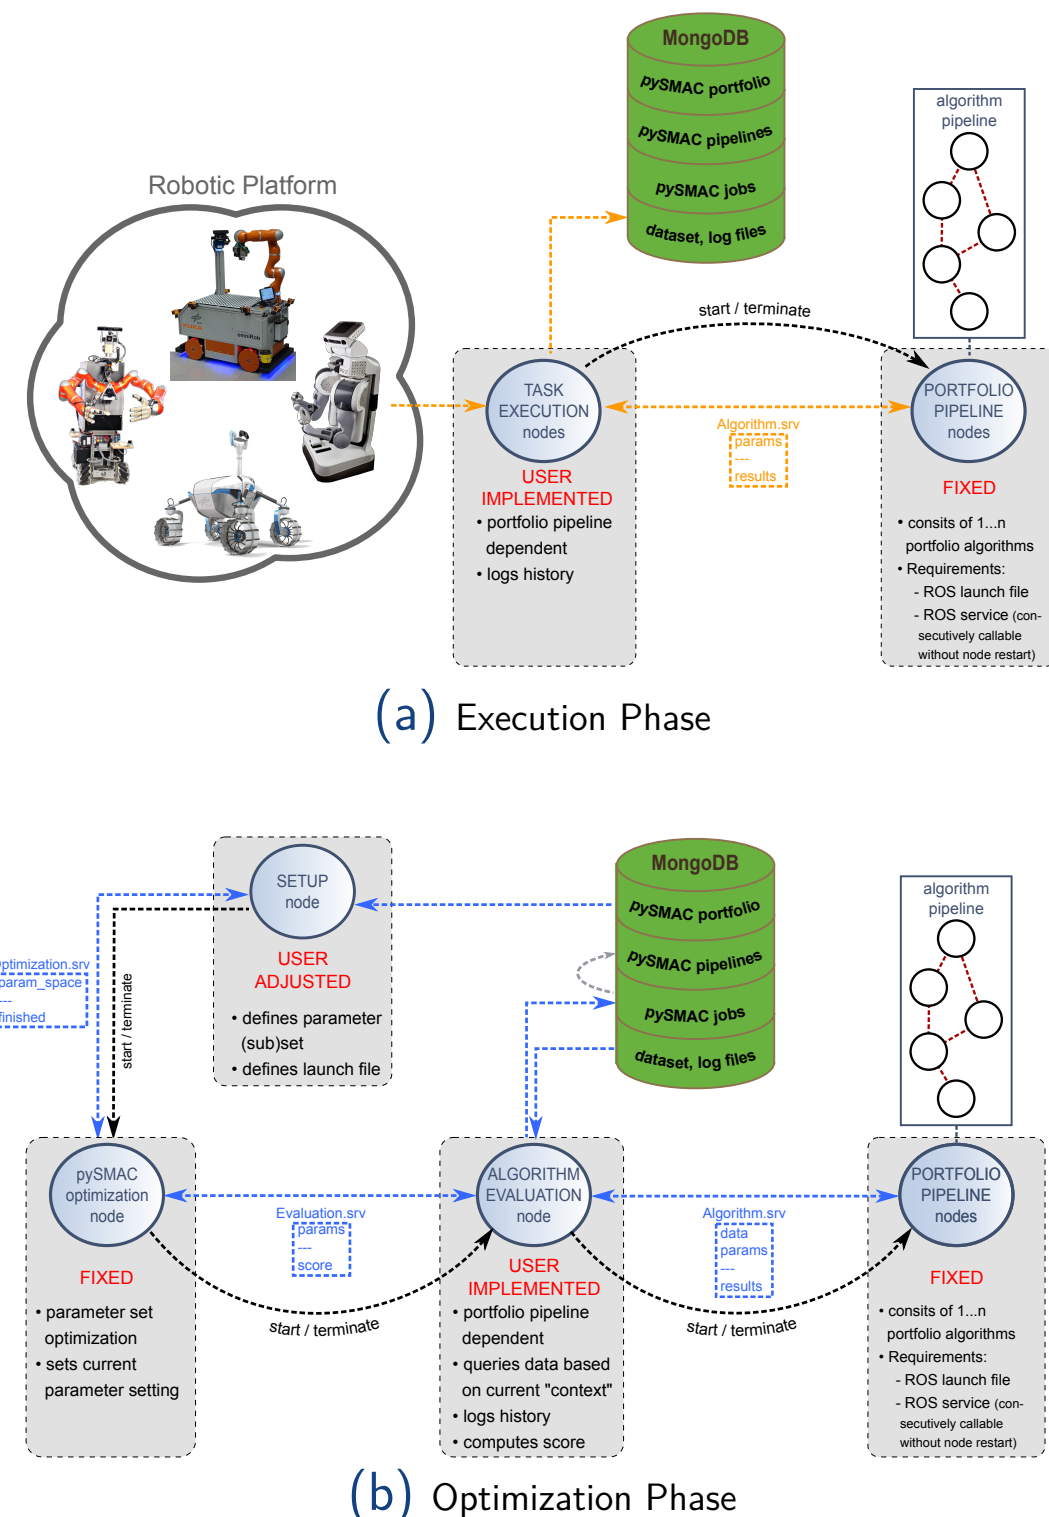 MongoDB
pySMAC portfolio
pySMAC pipelines
pySMAC jobs
dataset, log files
algorithm
pipeline
Robotic Platform
start / terminate
TASK
EXECUTION
nodes
Algorithm.srv
params
---
results
PORTFOLIO
PIPELINE
nodes
USER
IMPLEMENTED
• portfolio pipeline
dependent
• logs history
FIXED
• consits of 1...n
portfolio algorithms
• Requirements:
- ROS launch file
- ROS service (con-
secutively callable
without node restart)
(a) Execution Phase
SETUP
node
USER
ADJUSTED
• defines parameter
(sub)set
• defines launch file
MongoDB
pySMAC portfolio
pySMAC pipelines
pySMAC jobs
dataset, log files
algorithm
pipeline
ptimization.srv
param_space
---
finished
start / terminate
pySMAC
optimization
node
Evaluation.srv
params
---
score
ALGORITHM
EVALUATION
node
Algorithm.srv
data
params
---
results
PORTFOLIO
PIPELINE
nodes
FIXED
• parameter set
optimization
• sets current
parameter setting
start / terminate
USER
IMPLEMENTED
• portfolio pipeline
dependent
• queries data based
on current "context"
• logs history
• computes score
start / terminate
FIXED
• consits of 1...n
portfolio algorithms
• Requirements:
- ROS launch file
- ROS service (con-
secutively callable
without node restart)
(b) Optimization Phase